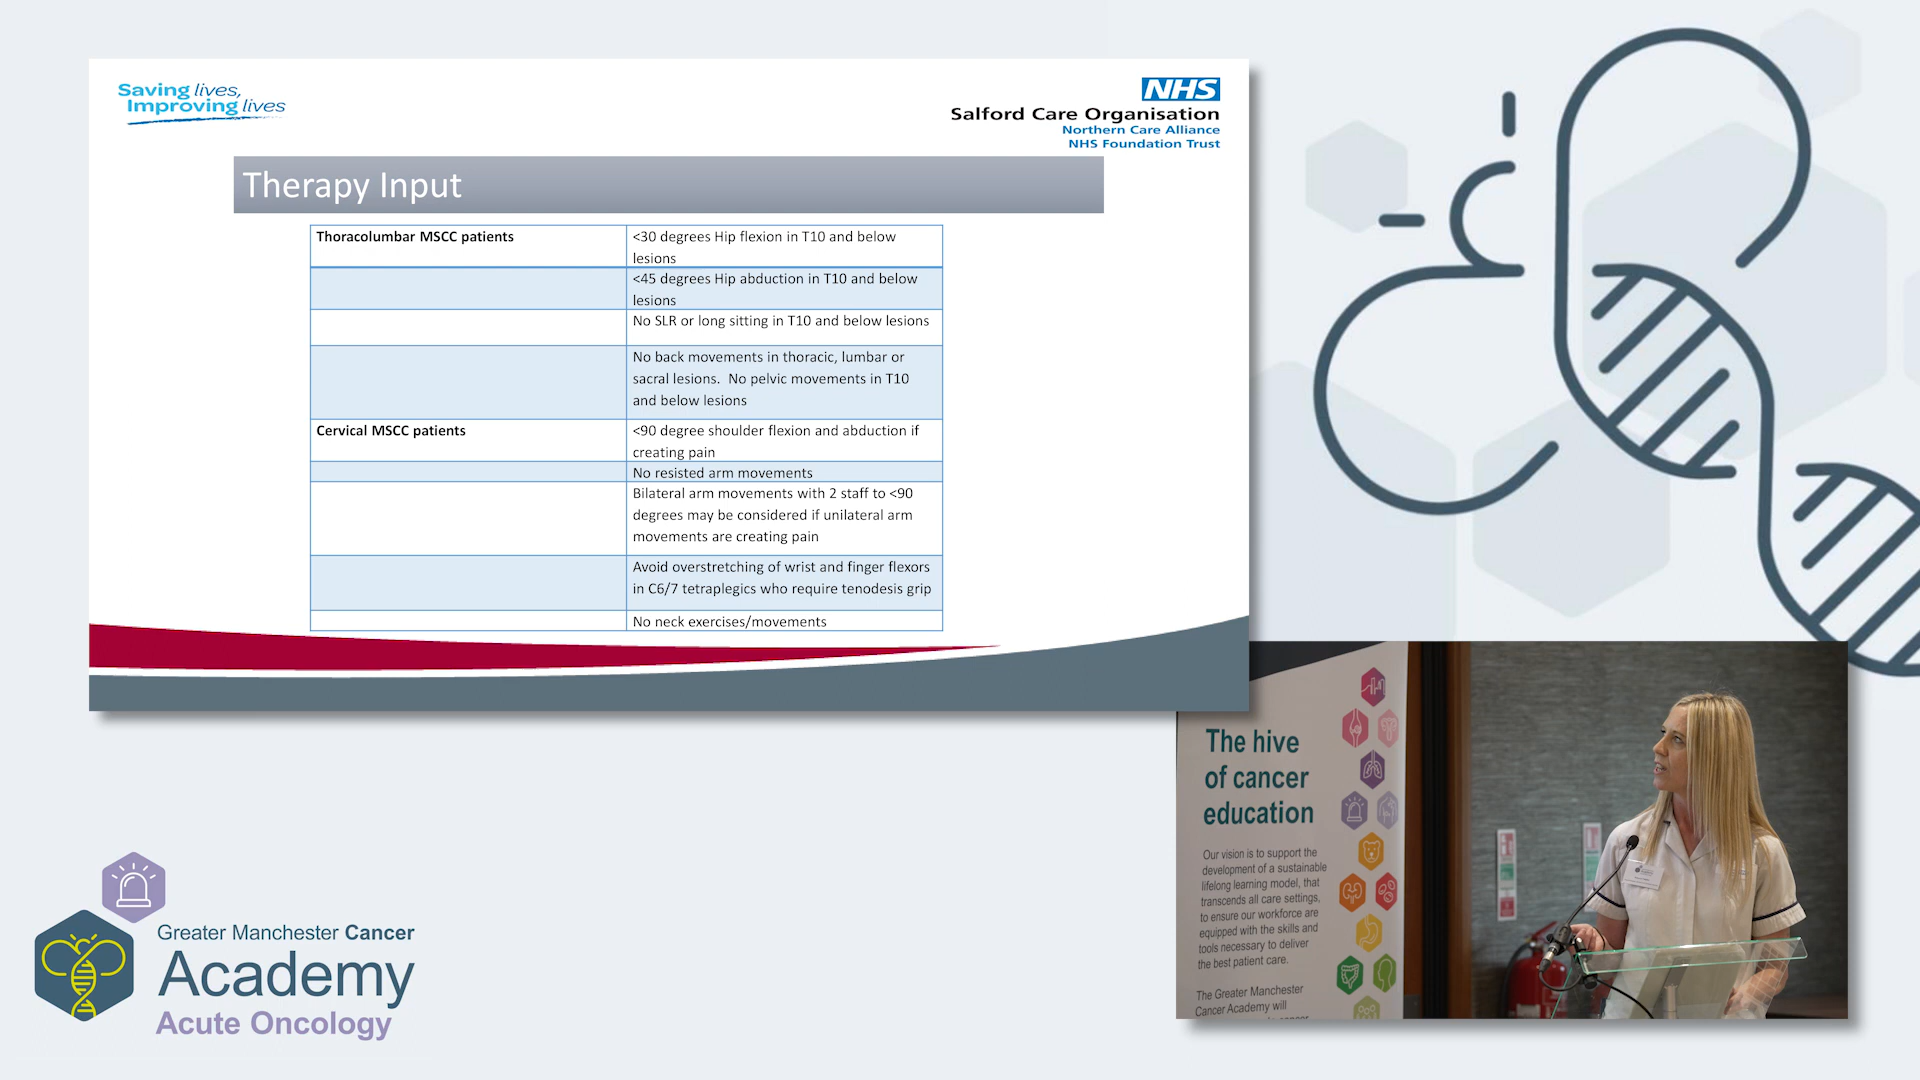 Saving lives,
Improving lives
NHS
Salford Care Organisation
Northern Care Alliance
NHS Foundation Trust
Therapy Input
Thoracolumbar MSCC patients
<30 degrees Hip flexion in T10 and below
lesions
<45 degrees Hip abduction in T10 and below
lesions
No SLR or long sitting in T10 and below lesions
No back movements in thoracic, lumbar or
sacral lesions.  No pelvic movements in T10
and below lesions
Cervical MSCC patients
<90 degree shoulder flexion and abduction if
creating pain
No resisted arm movements
Bilateral arm movements with 2 staff to <90
degrees may be considered if unilateral arm
movements are creating pain
Avoid overstretching of wrist and finger flexors
in C6/7 tetraplegics who require tenodesis grip
No neck exercises/movements
The hive
of cancer
education
Our vision is to support the
development of a sustainable
lifelong learning model, that
transcends all care settings,
to ensure our workforce are
equipped with the skills and
tools necessary to deliver
the best patient care.
The Greater Manchester
Cancer Academy will
Greater Manchester Cancer
Academy
Acute Oncology